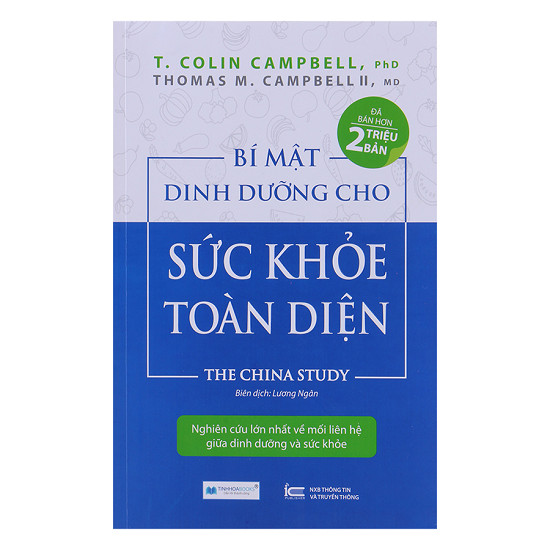 T. COLIN CAMPBELL, PhD
THOMAS M. CAMPBELL II, MD
ĐÃ
BÁN HƠN
2 TRIỆU
BẢN
BÍ MẬT
DINH DƯỠNG CHO
SỨC KHỎE
TOÀN DIỆN
THE CHINA STUDY
Biên dịch: Lương Ngân
Nghiên cứu lớn nhất về mối liên hệ
giữa dinh dưỡng và sức khỏe
TINHHOABOOKS
NXB THÔNG TIN
VÀ TRUYỀN THÔNG